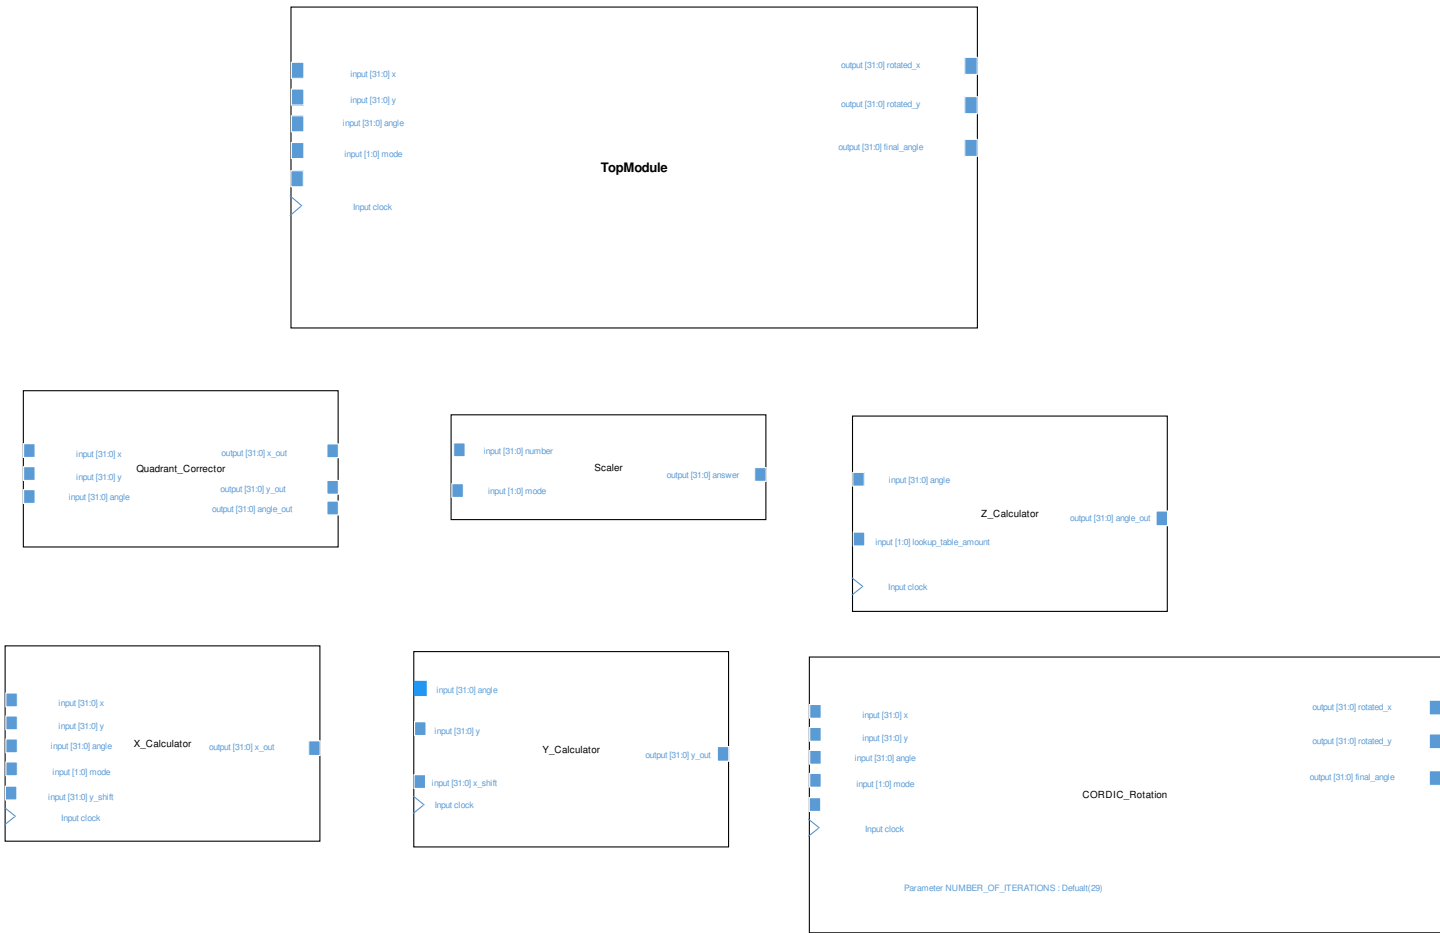 input [31:0] x
input [31:0] y
input [31:0] angle
input [1:0] mode
Input clock
TopModule
output [31:0] rotated_x
output [31:0] rotated_y
output [31:0] final_angle
input [31:0] x
input [31:0] y
input [31:0] angle
Quadrant_Corrector
output [31:0] x_out
output [31:0] y_out
output [31:0] angle_out
input [31:0] number
input [1:0] mode
Scaler
output [31:0] answer
input [31:0] angle
input [1:0] lookup_table_amount
Input clock
Z_Calculator
output [31:0] angle_out
input [31:0] x
input [31:0] y
input [31:0] angle
input [1:0] mode
input [31:0] y_shift
Input clock
X_Calculator
output [31:0] x_out
input [31:0] angle
input [31:0] y
input [31:0] x_shift
Input clock
Y_Calculator
output [31:0] y_out
input [31:0] x
input [31:0] y
input [31:0] angle
input [1:0] mode
Input clock
CORDIC_Rotation
output [31:0] rotated_x
output [31:0] rotated_y
output [31:0] final_angle
Parameter NUMBER_OF_ITERATIONS : Defualt(29)